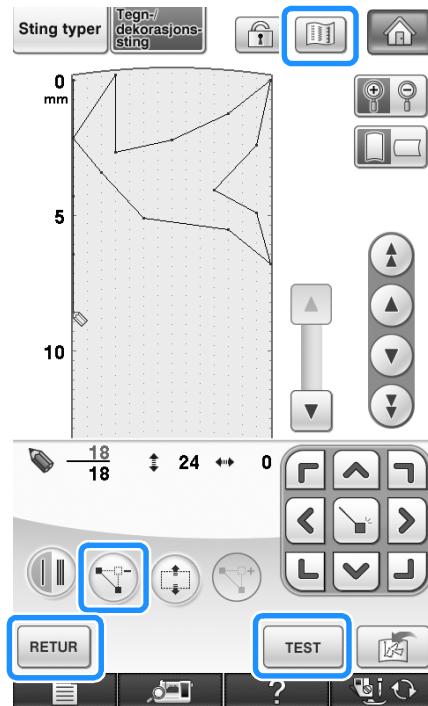 Sting typer
Tegn-/
dekorasjons-
sting
0
mm
5
10
18
18
24
0
RETUR
TEST
?